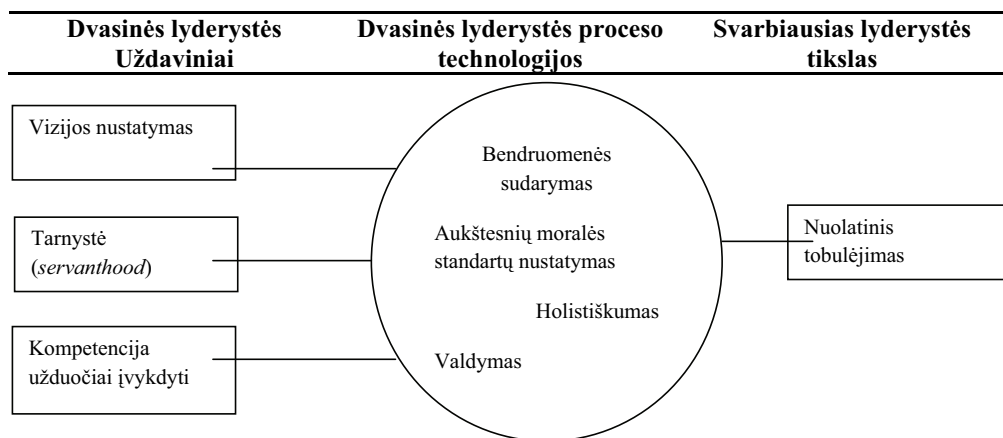 Dvasinės lyderystės
Uždaviniai
Dvasinės lyderystės proceso
technologijos
Svarbiausias lyderystės
tikslas
Vizijos nustatymas
Tarnystė
(servanthood)
Kompetencija
užduočiai įvykdyti
Bendruomenės
sudarymas
Aukštesnių moralės
standartų nustatymas
Holistiškumas
Valdymas
Nuolatinis
tobulėjimas